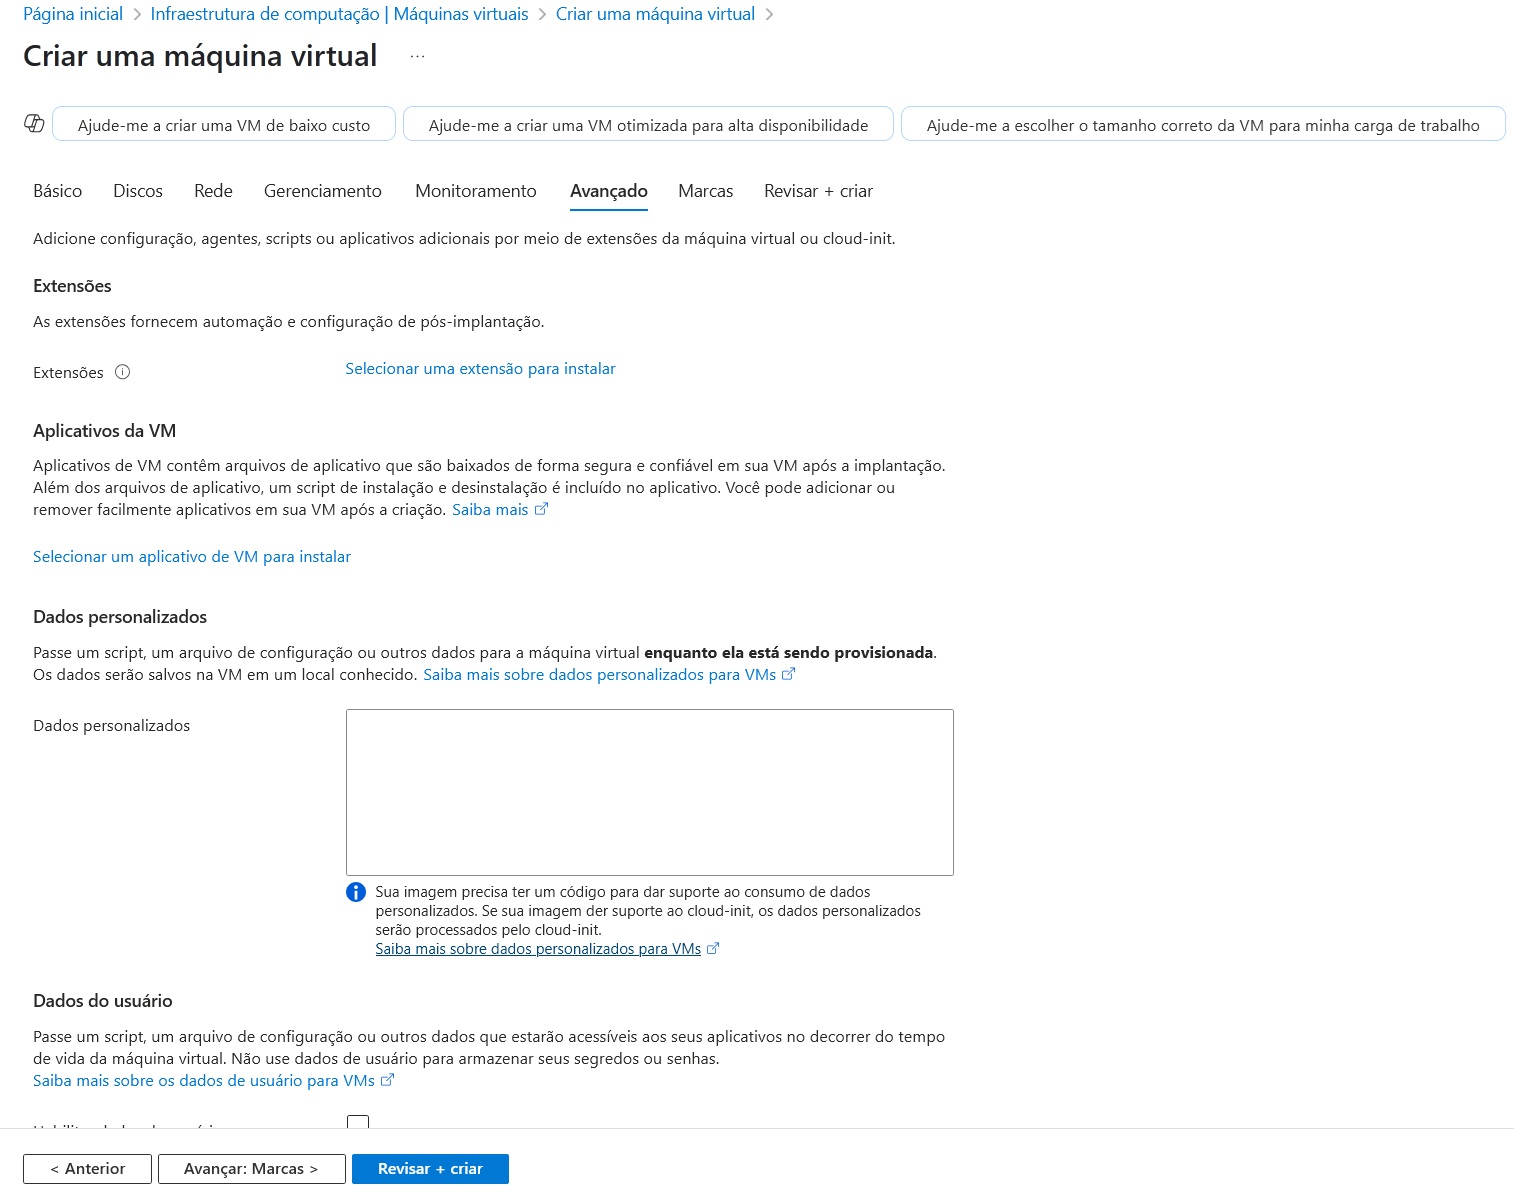 Página inicial > Infraestrutura de computação | Máquinas virtuais > Criar uma máquina virtual >
Criar uma máquina virtual ...
Ajude-me a criar uma VM de baixo custo
Ajude-me a criar uma VM otimizada para alta disponibilidade
Ajude-me a escolher o tamanho correto da VM para minha carga de trabalho
Básico Discos Rede Gerenciamento Monitoramento Avançado Marcas Revisar + criar
Adicione configuração, agentes, scripts ou aplicativos adicionais por meio de extensões da máquina virtual ou cloud-init.
Extensões
As extensões fornecem automação e configuração de pós-implantação.
Extensões Selecionar uma extensão para instalar
Aplicativos da VM
Aplicativos de VM contêm arquivos de aplicativo que são baixados de forma segura e confiável em sua VM após a implantação.
Além dos arquivos de aplicativo, um script de instalação e desinstalação é incluído no aplicativo. Você pode adicionar ou
remover facilmente aplicativos em sua VM após a criação. Saiba mais
Selecionar um aplicativo de VM para instalar
Dados personalizados
Passe um script, um arquivo de configuração ou outros dados para a máquina virtual enquanto ela está sendo provisionada.
Os dados serão salvos na VM em um local conhecido. Saiba mais sobre dados personalizados para VMs
Dados personalizados
Sua imagem precisa ter um código para dar suporte ao consumo de dados
personalizados. Se sua imagem der suporte ao cloud-init, os dados personalizados
serão processados pelo cloud-init.
Saiba mais sobre dados personalizados para VMs
Dados do usuário
Passe um script, um arquivo de configuração ou outros dados que estarão acessíveis aos seus aplicativos no decorrer do tempo
de vida da máquina virtual. Não use dados de usuário para armazenar seus segredos ou senhas.
Saiba mais sobre os dados de usuário para VMs
< Anterior Avançar: Marcas > Revisar + criar